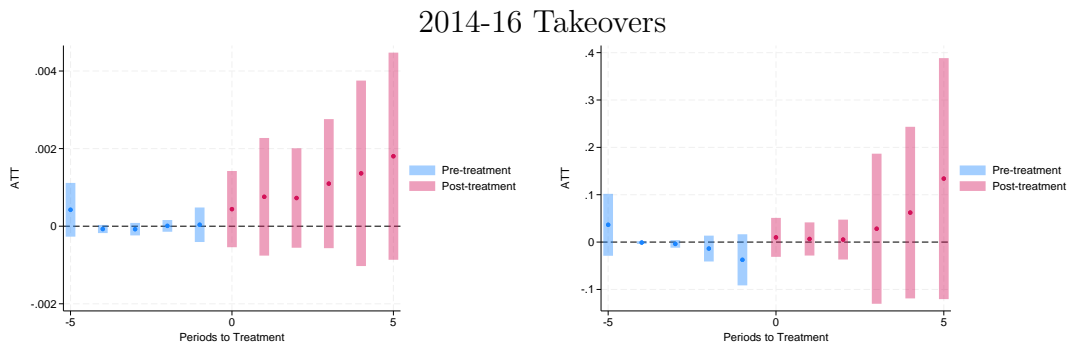 2014-16 Takeovers
.004
.002
0
-.002
ATT
-5
0
5
Periods to Treatment
Pre-treatment
Post-treatment
.4
.3
.2
.1
0
-.1
ATT
-5
0
5
Periods to Treatment
Pre-treatment
Post-treatment